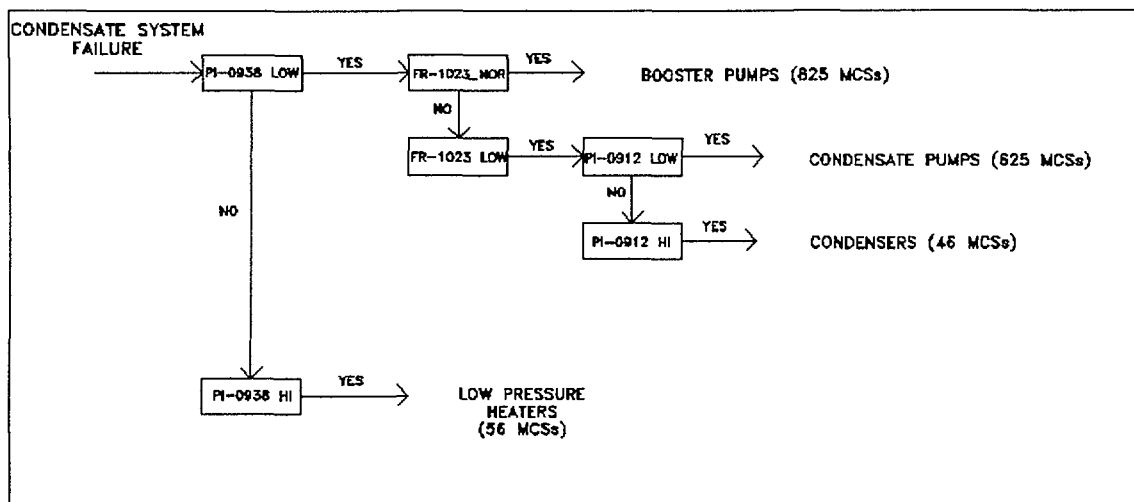 CONDENSATE SYSTEM
FAILURE
PI-0938 LOW
YES
FR-1023_NOR
YES
BOOSTER PUMPS (825 MCSs)
NO
FR-1023 LOW
YES
PI-0912 LOW
YES
CONDENSATE PUMPS (625 MCSs)
NO
NO
PI-0912 HI
YES
CONDENSERS (46 MCSs)
PI-0938 HI
YES
LOW PRESSURE
HEATERS
(56 MCSs)